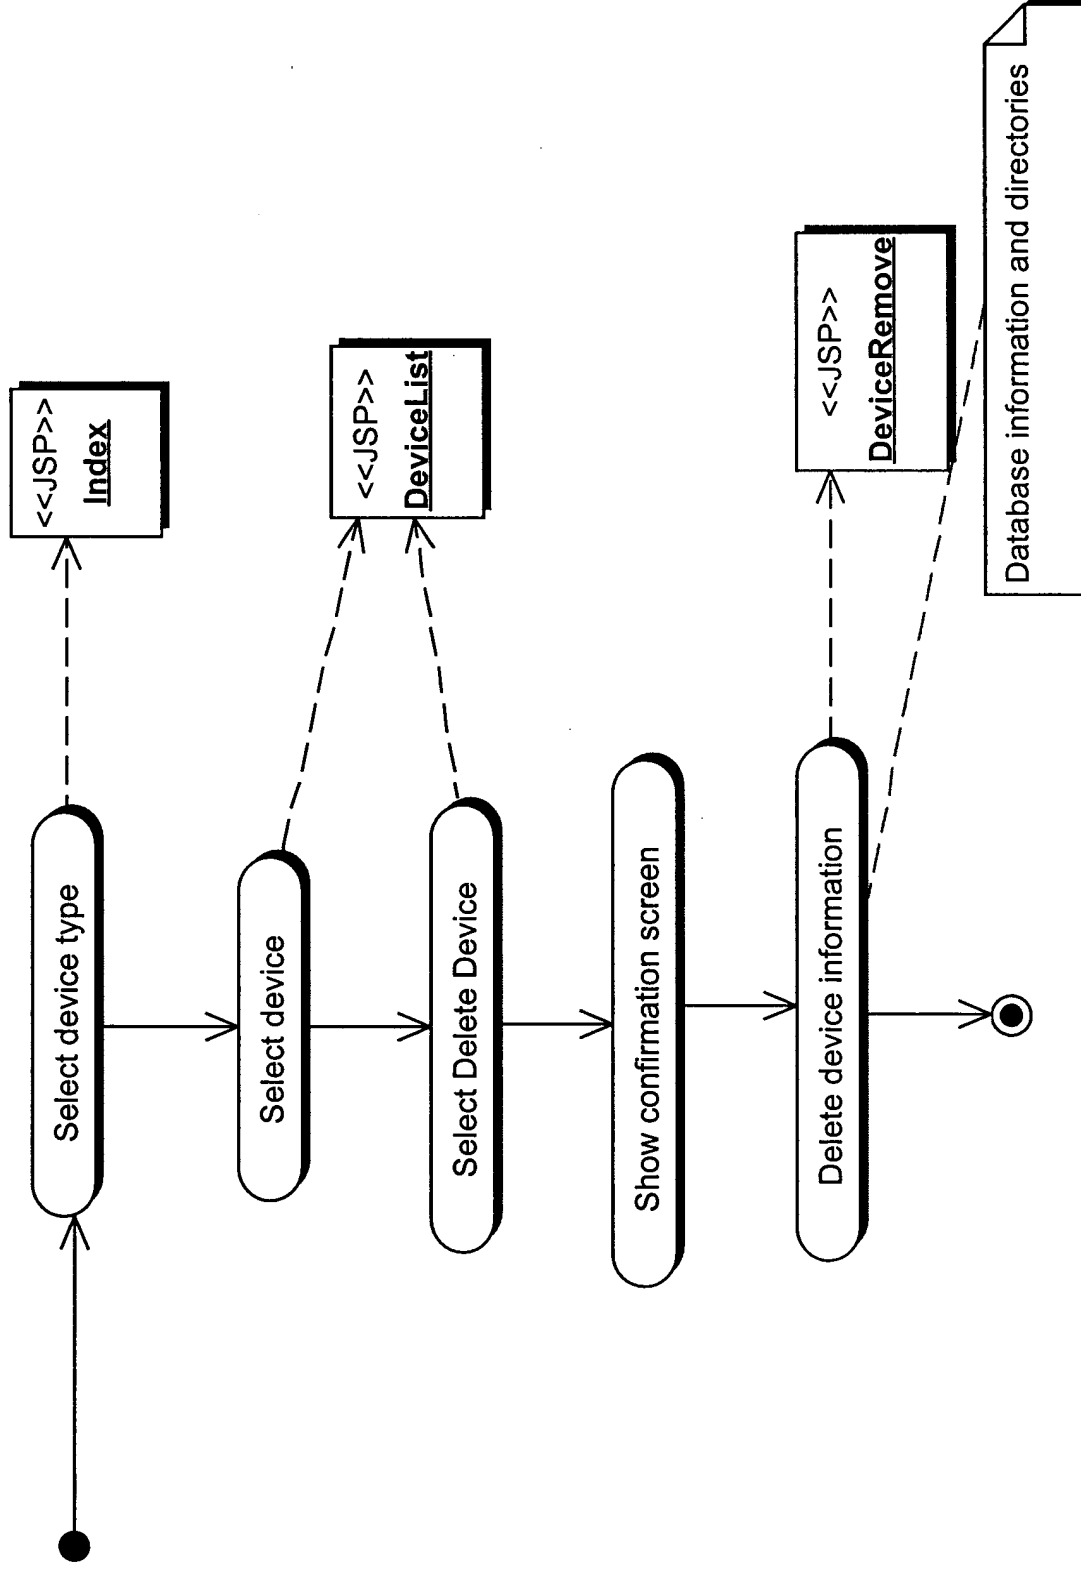 Select device type
<<JSP>>
Index
Select device
<<JSP>>
DeviceList
Select Delete Device
Show confirmation screen
Delete device information
<<JSP>>
DeviceRemove
Database information and directories